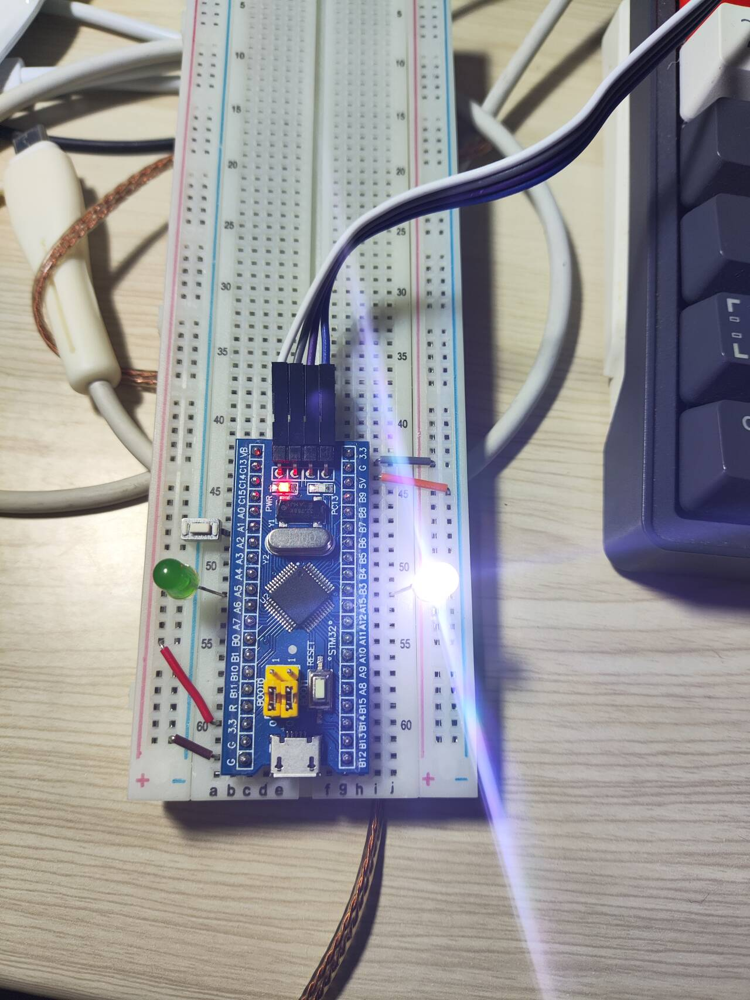 5
5
10
10
15
15
20
20
25
25
30
30
35
35
40
40
45
45
50
50
55
55
60
60
VB
C13
C14
C15
A0
A1
A2
A3
A4
A5
A6
A7
B0
B1
B10
B11
R
3.3
G
G
PWR
PC13
Y1
Y2
U2
°STM32°
RESET
BOOT0
1
1
0
3.3
G
5V
B9
B8
B7
B6
B5
B4
B3
A15
A12
A11
A10
A9
A8
B15
B14
B13
B12
+
−
a b c d e
f g h i j
+
−